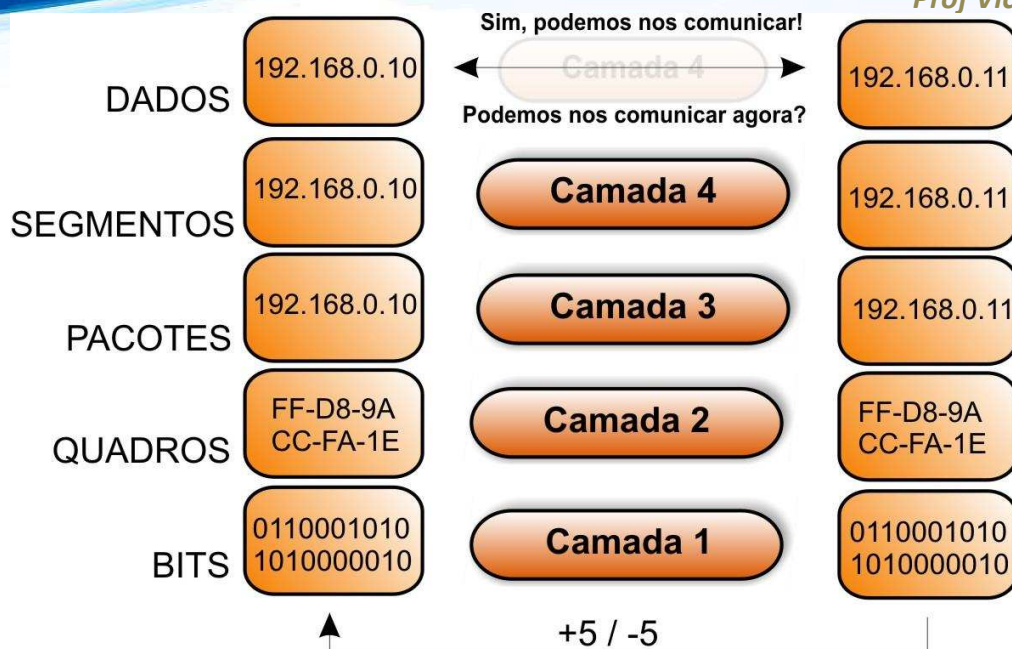 Sim, podemos nos comunicar!
DADOS
192.168.0.10
Camada 4
192.168.0.11
Podemos nos comunicar agora?
SEGMENTOS
192.168.0.10
Camada 4
192.168.0.11
PACOTES
192.168.0.10
Camada 3
192.168.0.11
QUADROS
FF-D8-9A
CC-FA-1E
Camada 2
FF-D8-9A
CC-FA-1E
BITS
0110001010
1010000010
Camada 1
0110001010
1010000010
+5 / -5